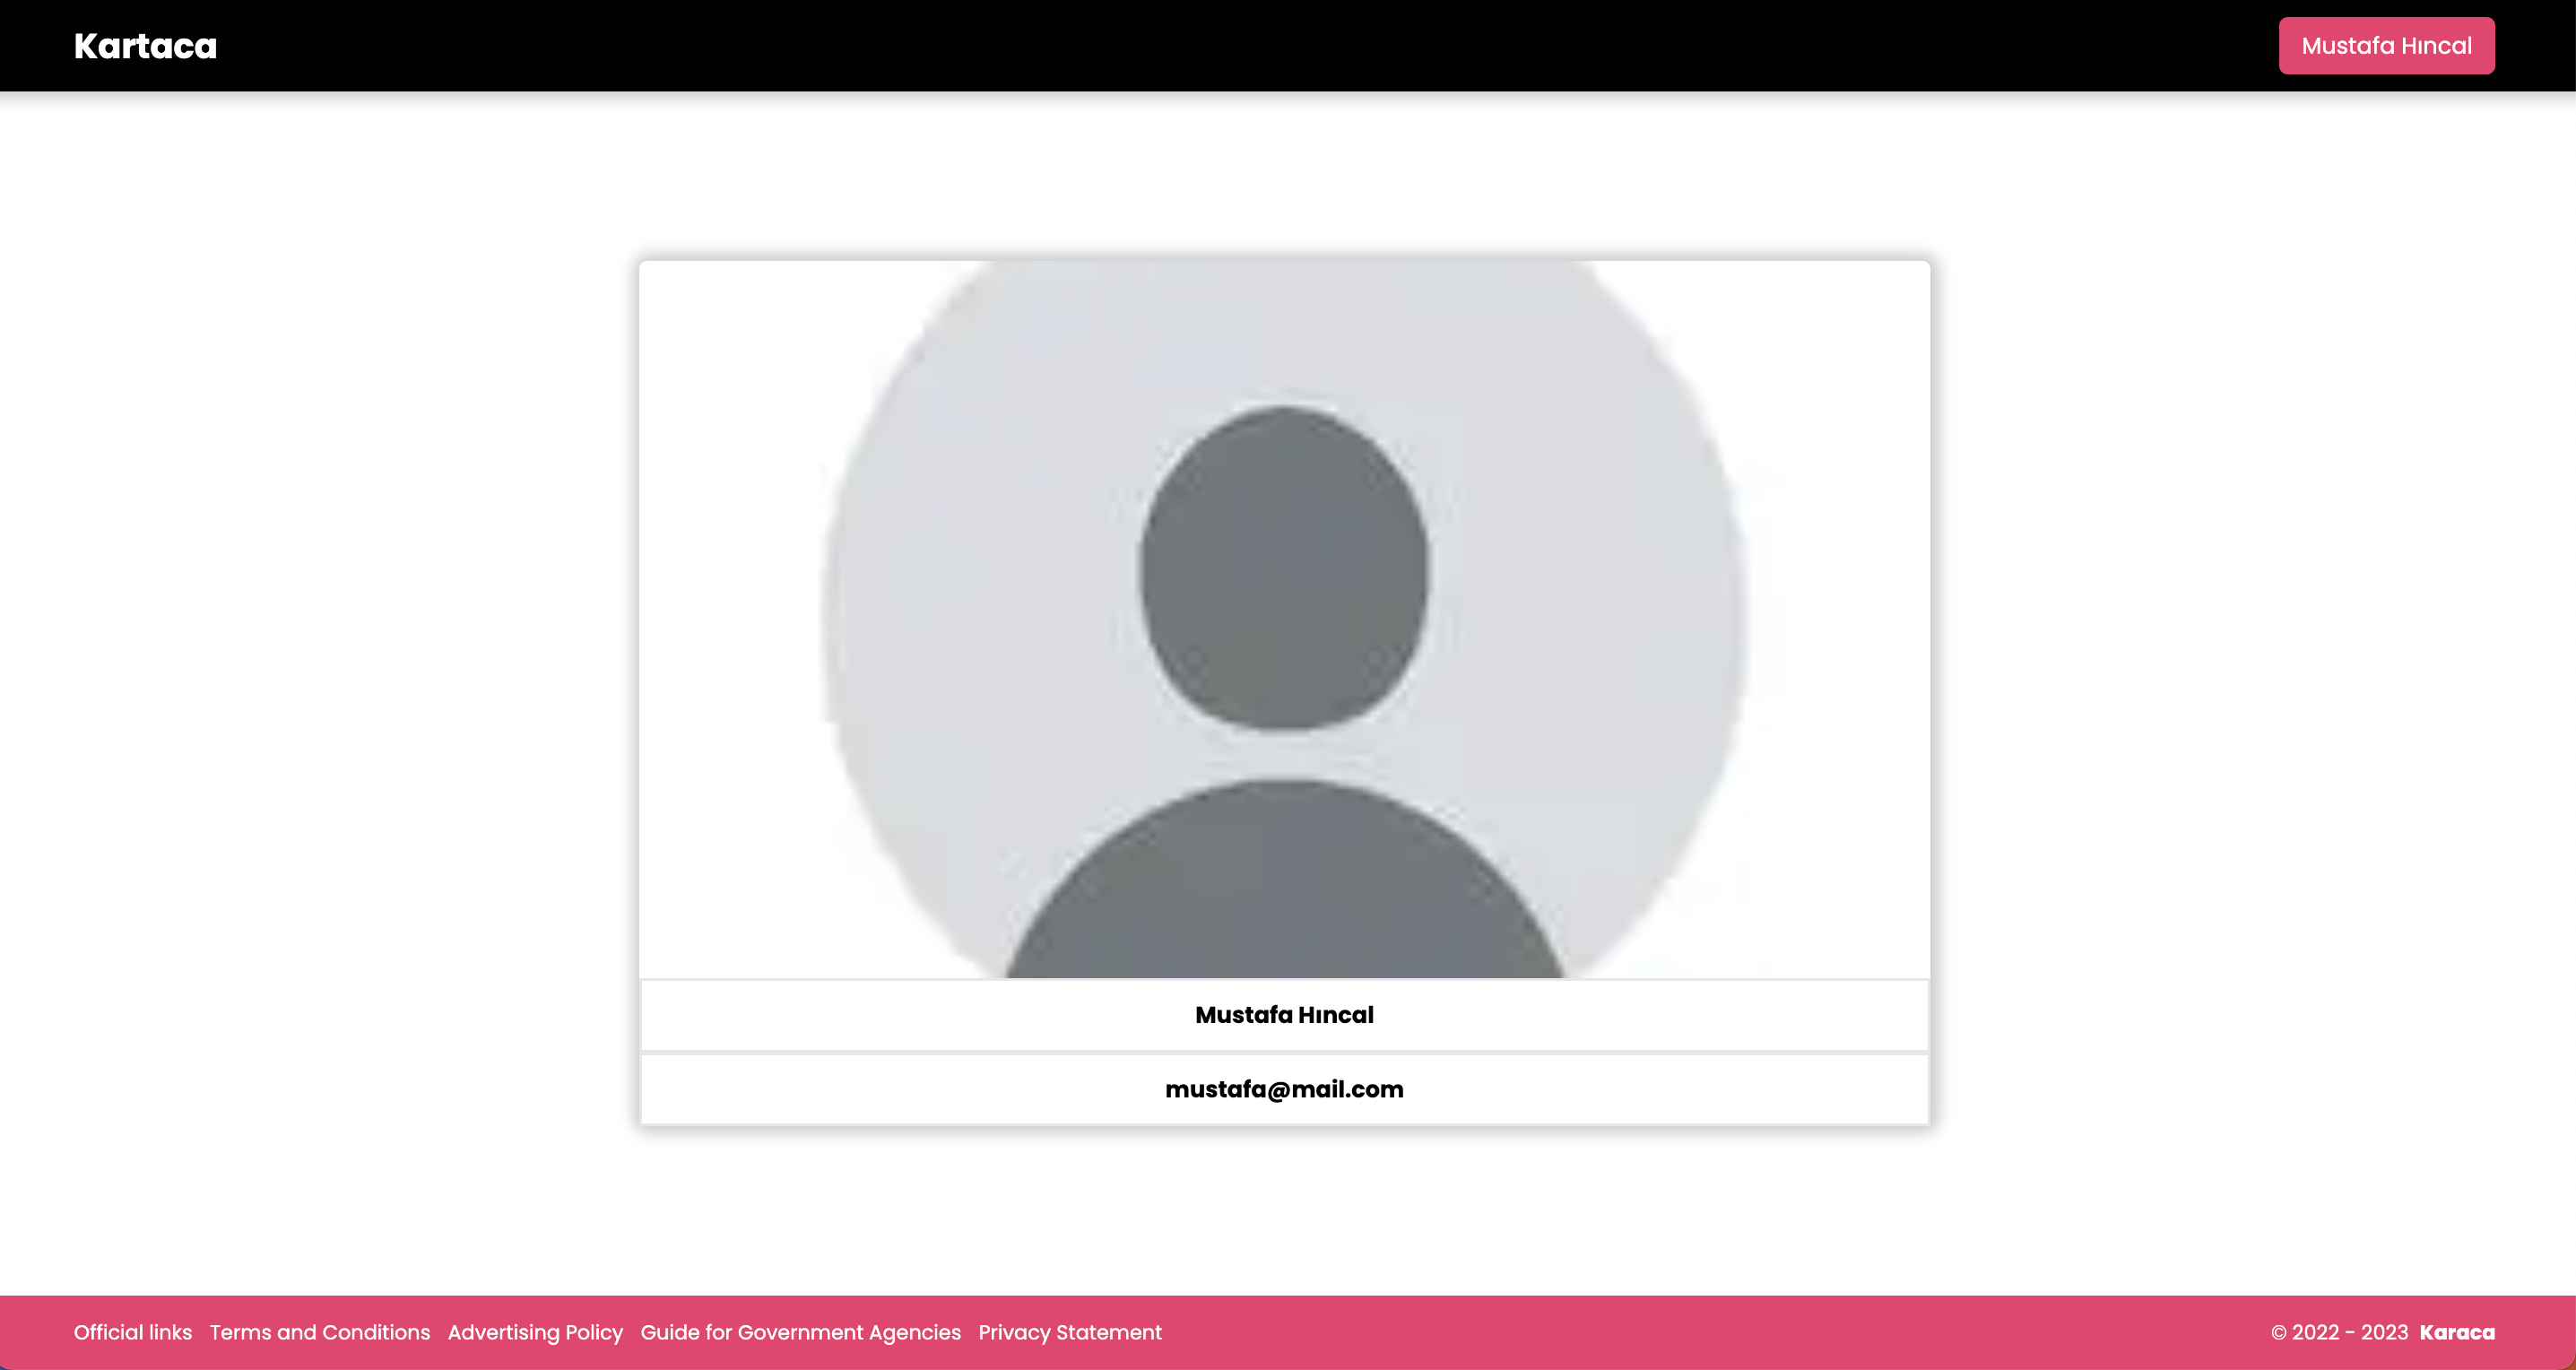 Kartaca
Mustafa Hıncal
Mustafa Hıncal
mustafa@mail.com
Official links Terms and Conditions Advertising Policy Guide for Government Agencies Privacy Statement
© 2022 - 2023 Karaca